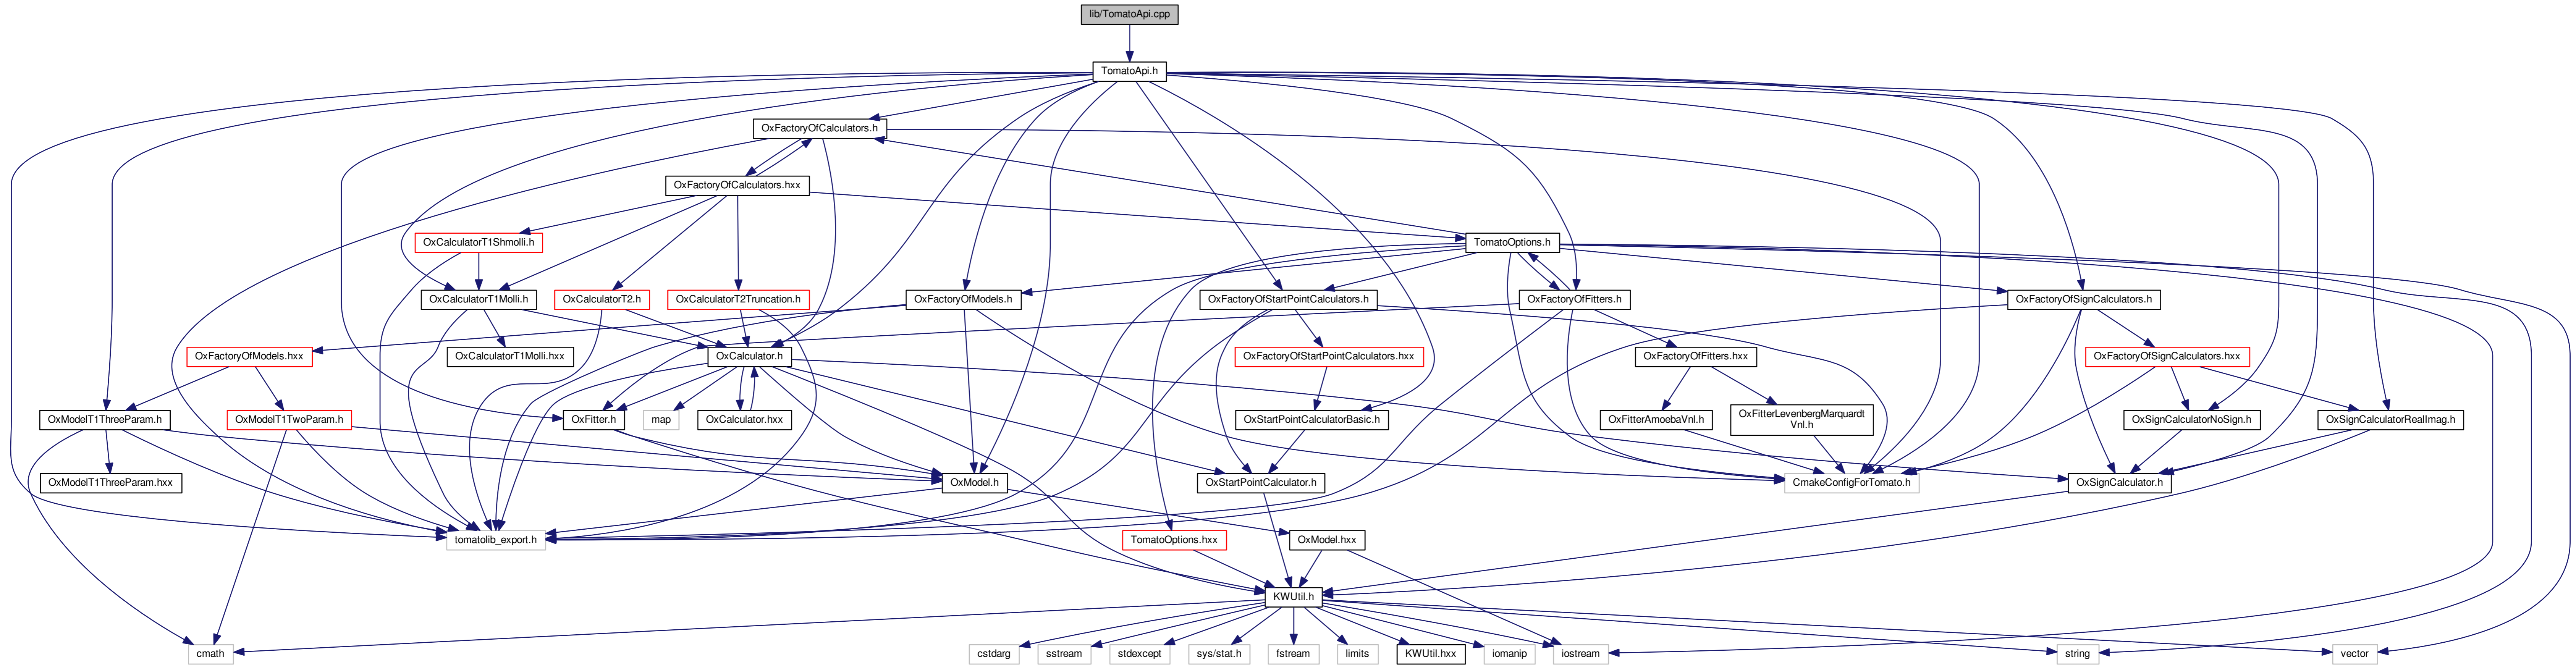 lib/TomatoApi.cpp
TomatoApi.h
OxFactoryOfCalculators.h
OxFactoryOfCalculators.hxx
OxCalculatorT1Shmolli.h
TomatoOptions.h
OxCalculatorT1Molli.h
OxCalculatorT2.h
OxCalculatorT2Truncation.h
OxFactoryOfModels.h
OxFactoryOfStartPointCalculators.h
OxFactoryOfFitters.h
OxFactoryOfSignCalculators.h
OxFactoryOfModels.hxx
OxCalculatorT1Molli.hxx
OxCalculator.h
OxFactoryOfStartPointCalculators.hxx
OxFactoryOfFitters.hxx
OxFactoryOfSignCalculators.hxx
OxModelT1ThreeParam.h
OxModelT1TwoParam.h
OxFitter.h
map
OxCalculator.hxx
OxStartPointCalculatorBasic.h
OxFitterAmoebaVnl.h
OxFitterLevenbergMarquardt
Vnl.h
OxSignCalculatorNoSign.h
OxSignCalculatorRealImag.h
OxModelT1ThreeParam.hxx
OxModel.h
OxStartPointCalculator.h
CmakeConfigForTomato.h
OxSignCalculator.h
tomatolib_export.h
TomatoOptions.hxx
OxModel.hxx
KWUtil.h
cmath
cstdarg
sstream
stdexcept
sys/stat.h
fstream
limits
KWUtil.hxx
iomanip
iostream
string
vector